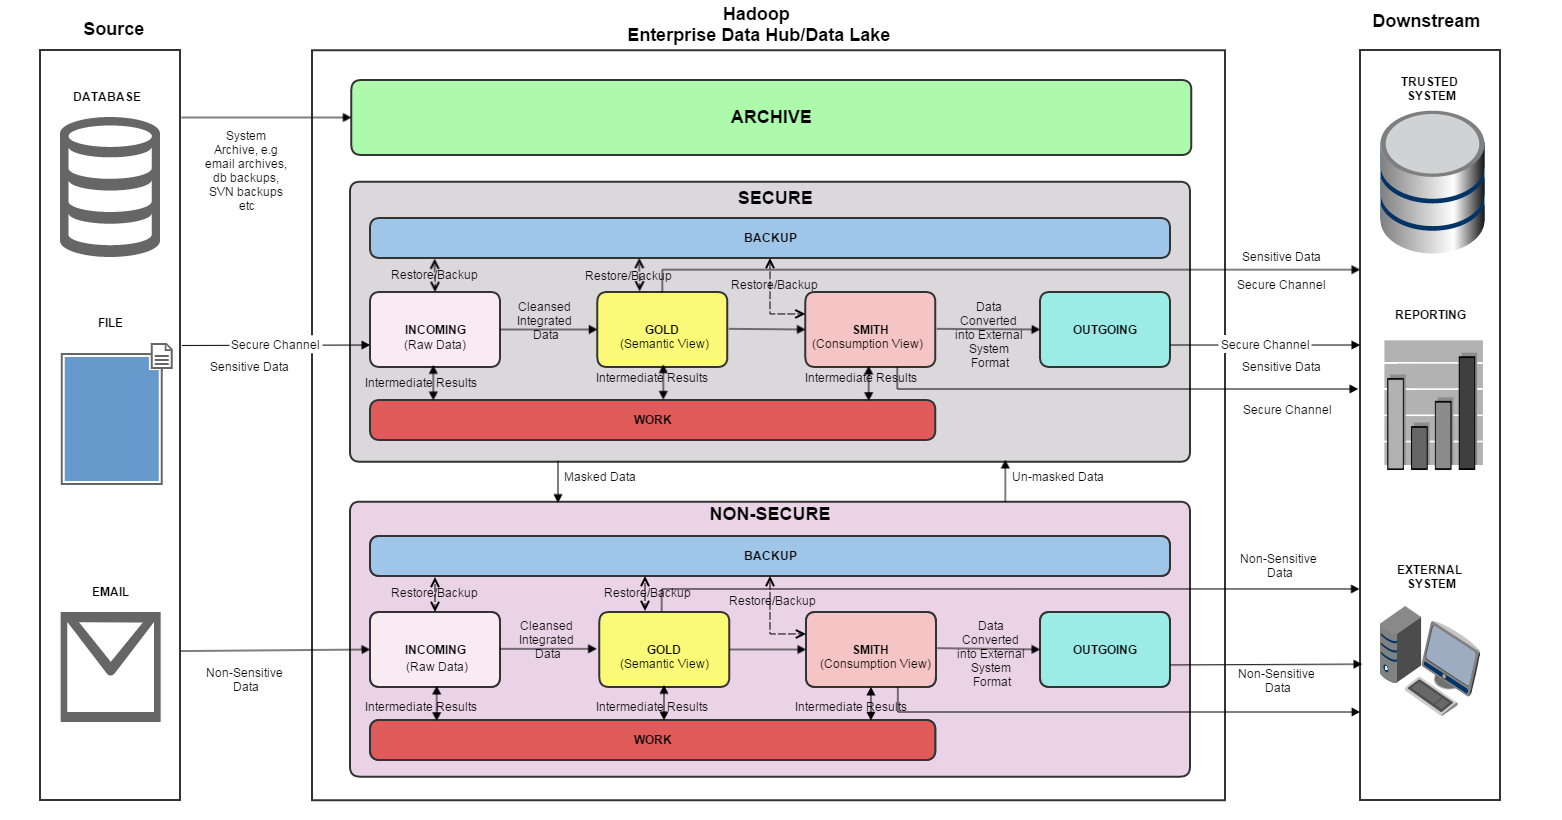 Source
Hadoop
Enterprise Data Hub/Data Lake
Downstream
DATABASE
System
Archive, e.g
email archives,
db backups,
SVN backups
etc
FILE
Secure Channel
Sensitive Data
EMAIL
Non-Sensitive
Data
ARCHIVE
SECURE
BACKUP
Restore/Backup
Restore/Backup
Restore/Backup
INCOMING
(Raw Data)
Cleansed
Integrated
Data
GOLD
(Semantic View)
SMITH
(Consumption View)
Data
Converted
into External
System
Format
OUTGOING
Intermediate Results
Intermediate Results
Intermediate Results
WORK
Masked Data
Un-masked Data
NON-SECURE
BACKUP
Restore/Backup
Restore/Backup
Restore/Backup
INCOMING
(Raw Data)
Cleansed
Integrated
Data
GOLD
(Semantic View)
SMITH
(Consumption View)
Data
Converted
into External
System
Format
OUTGOING
Intermediate Results
Intermediate Results
Intermediate Results
WORK
Sensitive Data
Secure Channel
Secure Channel
Sensitive Data
Secure Channel
Non-Sensitive
Data
Non-Sensitive
Data
TRUSTED
SYSTEM
REPORTING
EXTERNAL
SYSTEM